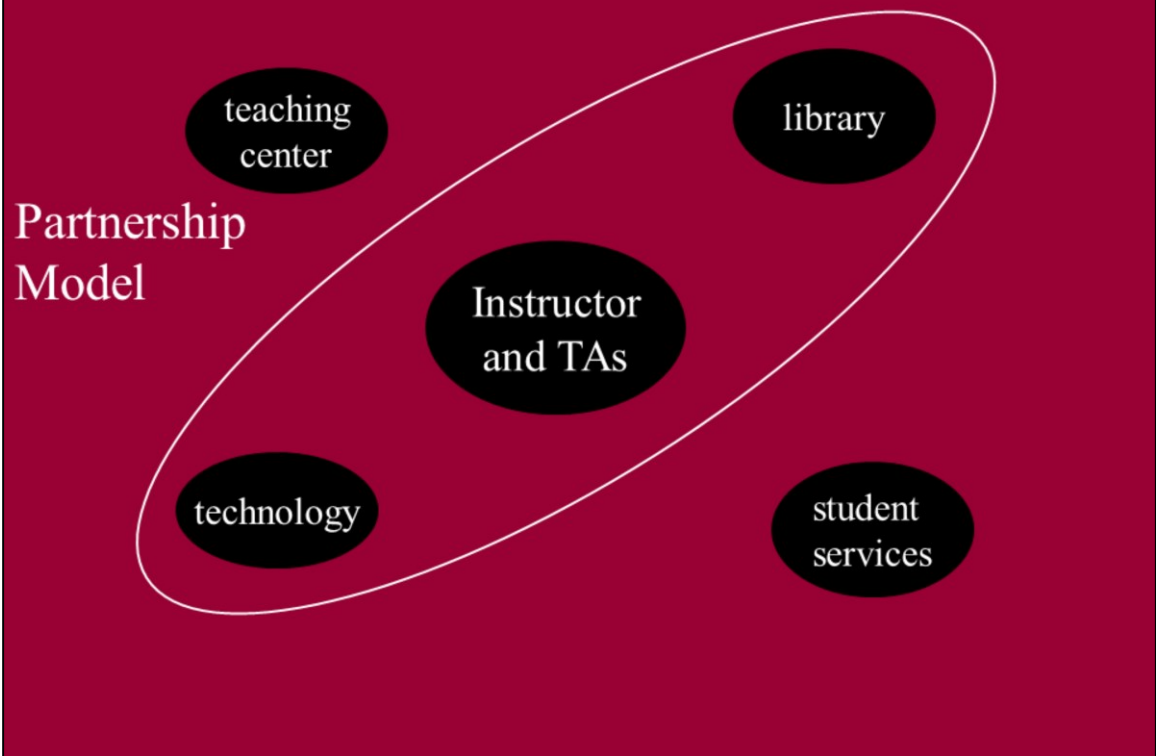 teaching
center
library
Partnership
Model
Instructor
and TAs
technology
student
services